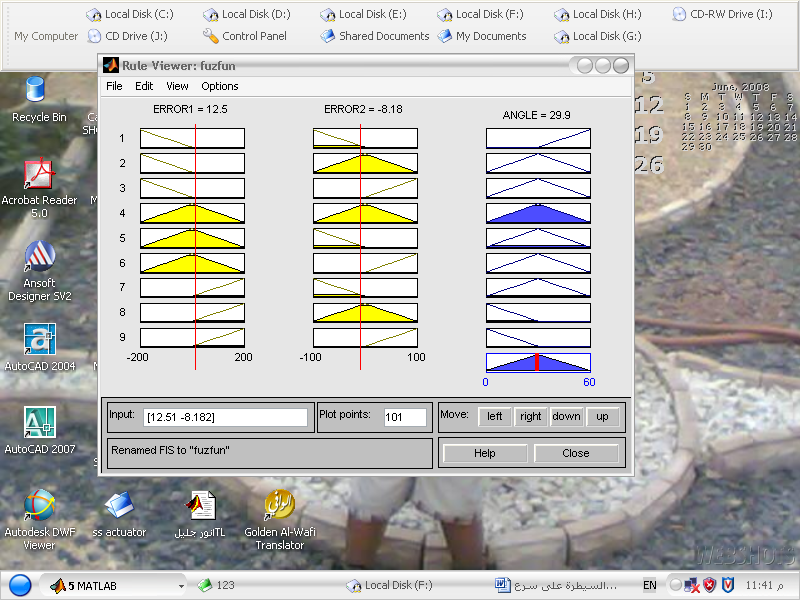 My Computer
Local Disk (C:)
Local Disk (D:)
Local Disk (E:)
Local Disk (F:)
Local Disk (H:)
CD-RW Drive (I:)
CD Drive (J:)
Control Panel
Shared Documents
My Documents
Local Disk (G:)
Rule Viewer: fuzfun
File Edit View Options
ERROR1 = 12.5
ERROR2 = -8.18
ANGLE = 29.9
1
2
3
4
5
6
7
8
9
-200 200
-100 100
0 60
Input: [12.51 -8.182]
Plot points: 101
Move: left right down up
Renamed FIS to "fuzfun"
Help
Close
Recycle Bin
Acrobat Reader
5.0
Ansoft
Designer SV2
AutoCAD 2004
AutoCAD 2007
Autodesk DWF
Viewer
ss actuator
انور خليلTL
Golden Al-Wafi
Translator
S
12
19
26
June, 2008
S M T W T F S
1 2 3 4 5 6 7
8 9 10 11 12 13 14
15 16 17 18 19 20 21
22 23 24 25 26 27 28
29 30
WEBSHOTS
5 MATLAB
123
Local Disk (F:)
السيطرة على سرع...
EN
11:41 م